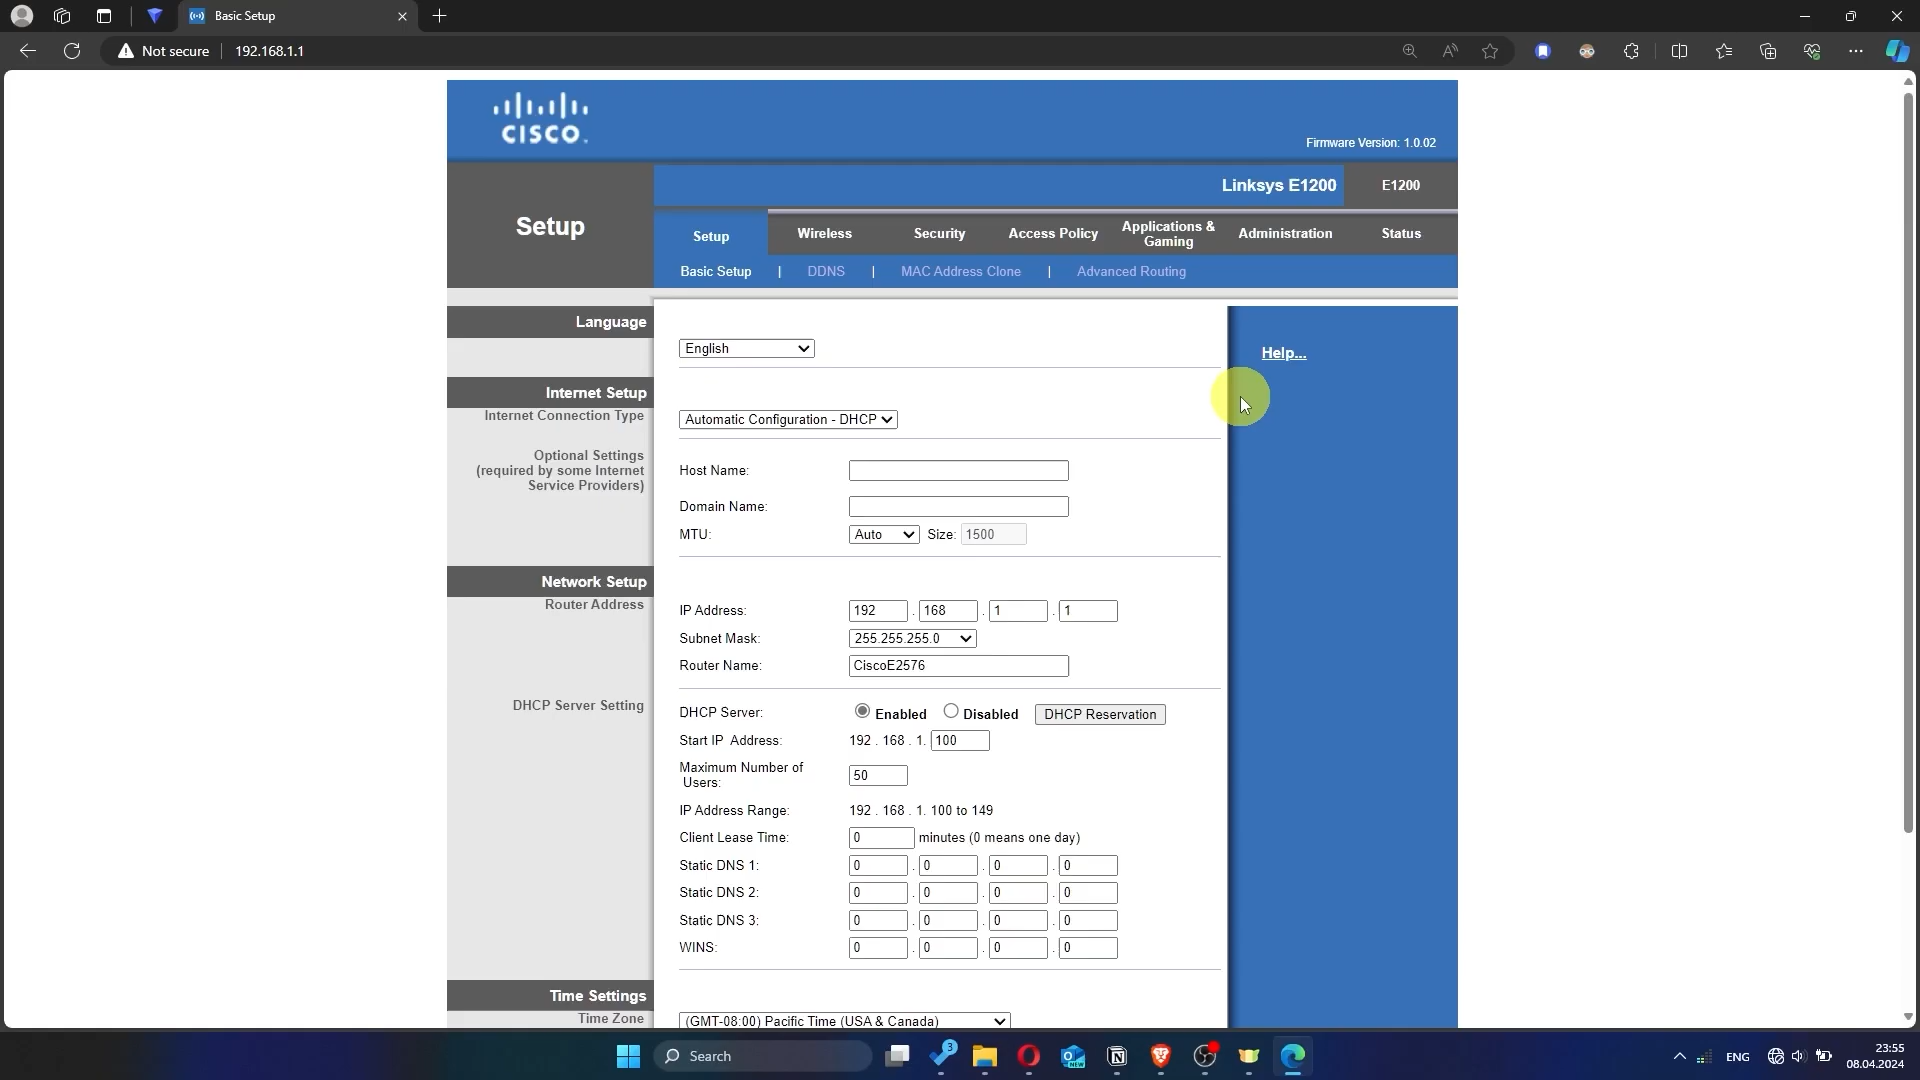 Basic Setup
Not secure
192.168.1.1
CISCO.
Firmware Version: 1.0.02
Linksys E1200
E1200
Setup
Setup
Wireless
Security
Access Policy
Applications &
Gaming
Administration
Status
Basic Setup | DDNS | MAC Address Clone | Advanced Routing
Language
English
Help...
Internet Setup
Internet Connection Type
Automatic Configuration - DHCP
Optional Settings
(required by some Internet
Service Providers)
Host Name:
Domain Name:
MTU: Auto Size: 1500
Network Setup
Router Address
IP Address: 192 . 168 . 1 . 1
Subnet Mask: 255.255.255.0
Router Name: CiscoE2576
DHCP Server Setting
DHCP Server: Enabled Disabled DHCP Reservation
Start IP Address: 192 . 168 . 1. 100
Maximum Number of
Users: 50
IP Address Range: 192 . 168 . 1. 100 to 149
Client Lease Time: 0 minutes (0 means one day)
Static DNS 1: 0 . 0 . 0 . 0
Static DNS 2: 0 . 0 . 0 . 0
Static DNS 3: 0 . 0 . 0 . 0
WINS: 0 . 0 . 0 . 0
Time Settings
Time Zone
(GMT-08:00) Pacific Time (USA & Canada)
Search
3
NEW
ENG
23:55
08.04.2024